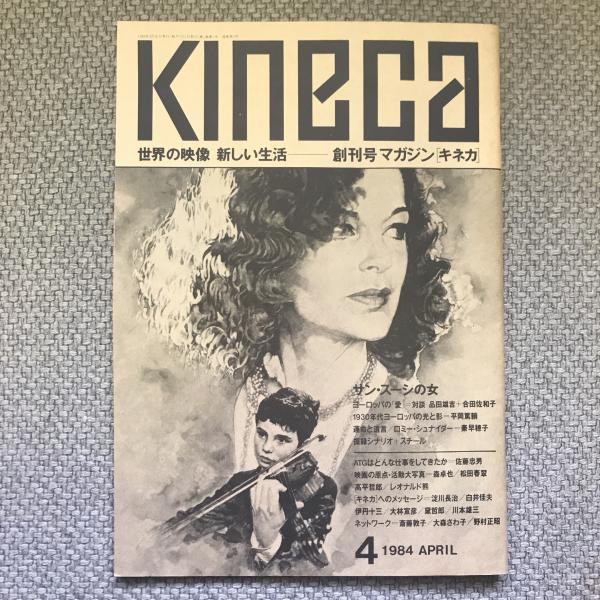 kineca
世界の映像 新しい生活――創刊号マガジン[キネカ]
サン・スーシの女
ヨーロッパの「愛」―対談 品田雄吉+合田佐和子
1930年代ヨーロッパの光と影―平岡篤頼
運命と遺言/ロミー・シュナイダー―秦早穂子
採録シナリオ+スチール
ATGはどんな仕事をしてきたか―佐藤忠男
映画の原点・活動大写真―森卓也/松田春翠
高平哲郎/レオナルド熊
[キネカ]へのメッセージ―淀川長治/白井佳夫
伊丹十三/大林宣彦/黛哲郎/川本雄三
ネットワーク―斎藤敦子/大森さわ子/野村正昭
4 1984 APRIL